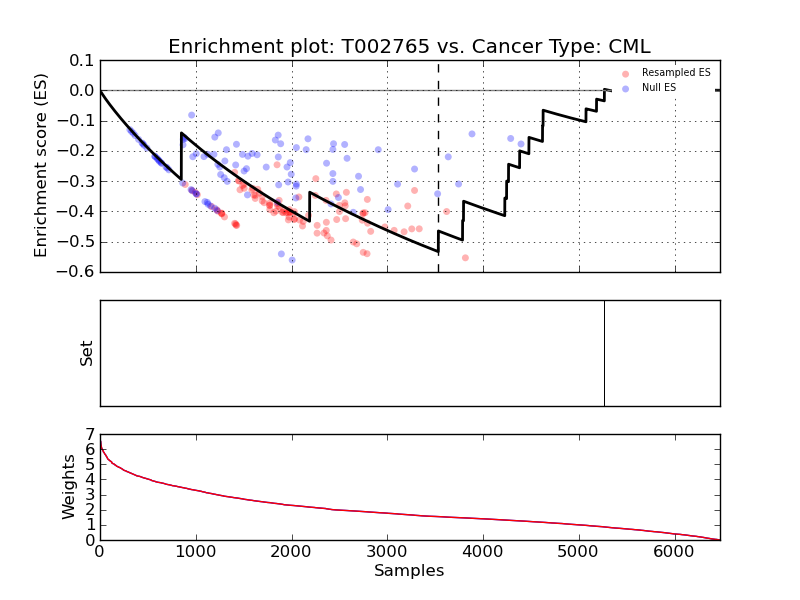 Enrichment plot: T002765 vs. Cancer Type: CML
Enrichment score (ES)
0.1
0.0
−0.1
−0.2
−0.3
−0.4
−0.5
−0.6
Resampled ES
Null ES
Set
Weights
7
6
5
4
3
2
1
0
0 1000 2000 3000 4000 5000 6000
Samples